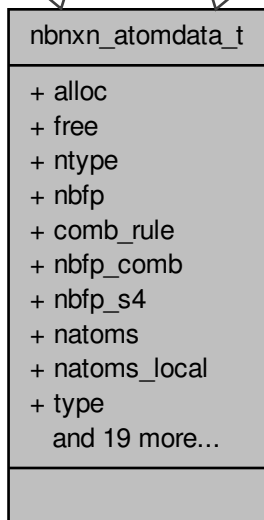 nbnxn_atomdata_t
+ alloc
+ free
+ ntype
+ nbfp
+ comb_rule
+ nbfp_comb
+ nbfp_s4
+ natoms
+ natoms_local
+ type
and 19 more...